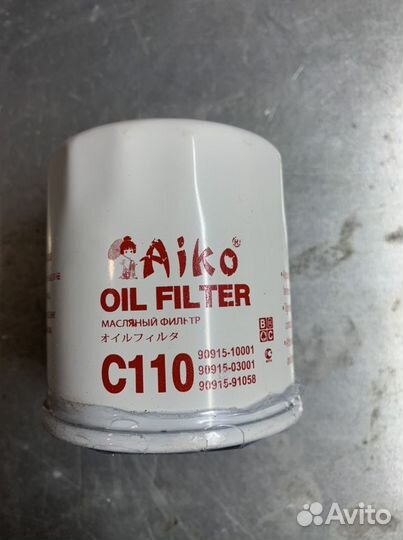 Aiko
OIL FILTER
МАСЛЯНЫЙ ФИЛЬТР
オイルフィルタ
C110
90915-10001
90915-03001
90915-91058
Avito